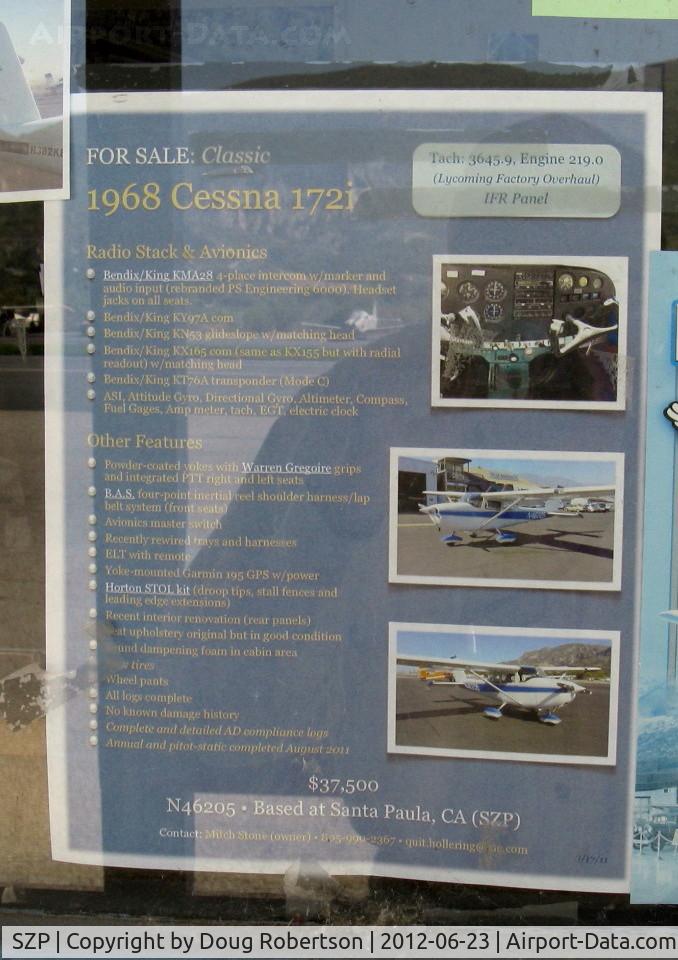 AIRPORT-DATA.COM
FOR SALE: Classic
1968 Cessna 172i
Tach: 3645.9, Engine 219.0
(Lycoming Factory Overhaul)
IFR Panel
Radio Stack & Avionics
Bendix/King KMA28 4-place intercom w/marker and
audio input (rebranded PS Engineering 6000). Headset
jacks on all seats.
Bendix/King KY97A com
Bendix/King KN53 glideslope w/matching head
Bendix/King KX165 com (same as KX155 but with radial
readout) w/matching head
Bendix/King KT76A transponder (Mode C)
ASI, Attitude Gyro, Directional Gyro, Altimeter, Compass,
Fuel Gages, Amp meter, tach, EGT, electric clock
Other Features
Powder-coated yokes with Warren Gregoire grips
and integrated PTT right and left seats
B.A.S. four-point inertial reel shoulder harness/lap
belt system (front seats)
Avionics master switch
Recently rewired trays and harnesses
ELT with remote
Yoke-mounted Garmin 195 GPS w/power
Horton STOL kit (droop tips, stall fences and
leading edge extensions)
Recent interior renovation (rear panels)
upholstery original but in good condition
dampening foam in cabin area
tires
Wheel pants
All logs complete
No known damage history
Complete and detailed AD compliance logs
Annual and pitot-static completed August 2011
$37,500
N46205 • Based at Santa Paula, CA (SZP)
Contact: Mitch Stone (owner) • 805-990-2367 •
SZP | Copyright by Doug Robertson | 2012-06-23 | Airport-Data.com